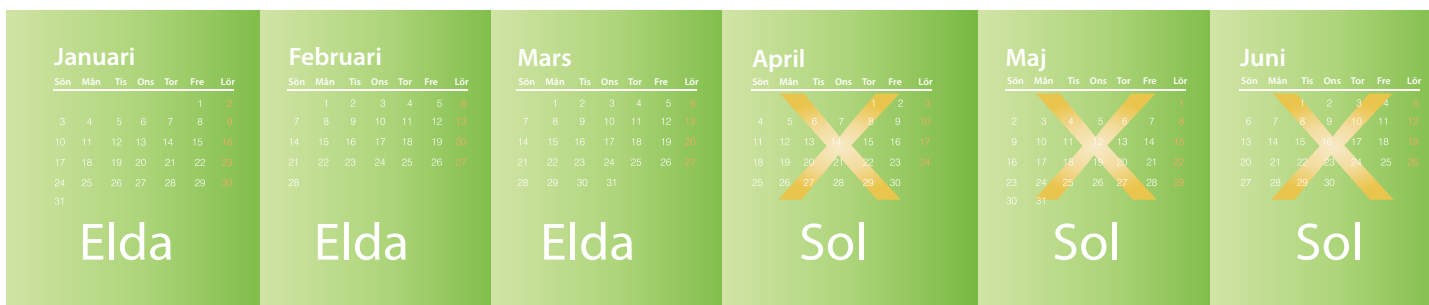 Januari
Sön Mån Tis Ons Tor Fre Lör
1 2
3 4 5 6 7 8 9
10 11 12 13 14 15 16
17 18 19 20 21 22 23
24 25 26 27 28 29 30
31
Elda
Februari
Sön Mån Tis Ons Tor Fre Lör
1 2 3 4 5 6
7 8 9 10 11 12 13
14 15 16 17 18 19 20
21 22 23 24 25 26 27
28
Elda
Mars
Sön Mån Tis Ons Tor Fre Lör
1 2 3 4 5 6
7 8 9 10 11 12 13
14 15 16 17 18 19 20
21 22 23 24 25 26 27
28 29 30 31
Elda
April
Sön Mån Tis Ons Tor Fre Lör
1 2 3
4 5 6 7 8 9 10
11 12 13 14 15 16 17
18 19 20 21 22 23 24
25 26 27 28 29 30
Sol
Maj
Sön Mån Tis Ons Tor Fre Lör
1
2 3 4 5 6 7 8
9 10 11 12 13 14 15
16 17 18 19 20 21 22
23 24 25 26 27 28 29
30 31
Sol
Juni
Sön Mån Tis Ons Tor Fre Lör
1 2 3 4 5
6 7 8 9 10 11 12
13 14 15 16 17 18 19
20 21 22 23 24 25 26
27 28 29 30
Sol